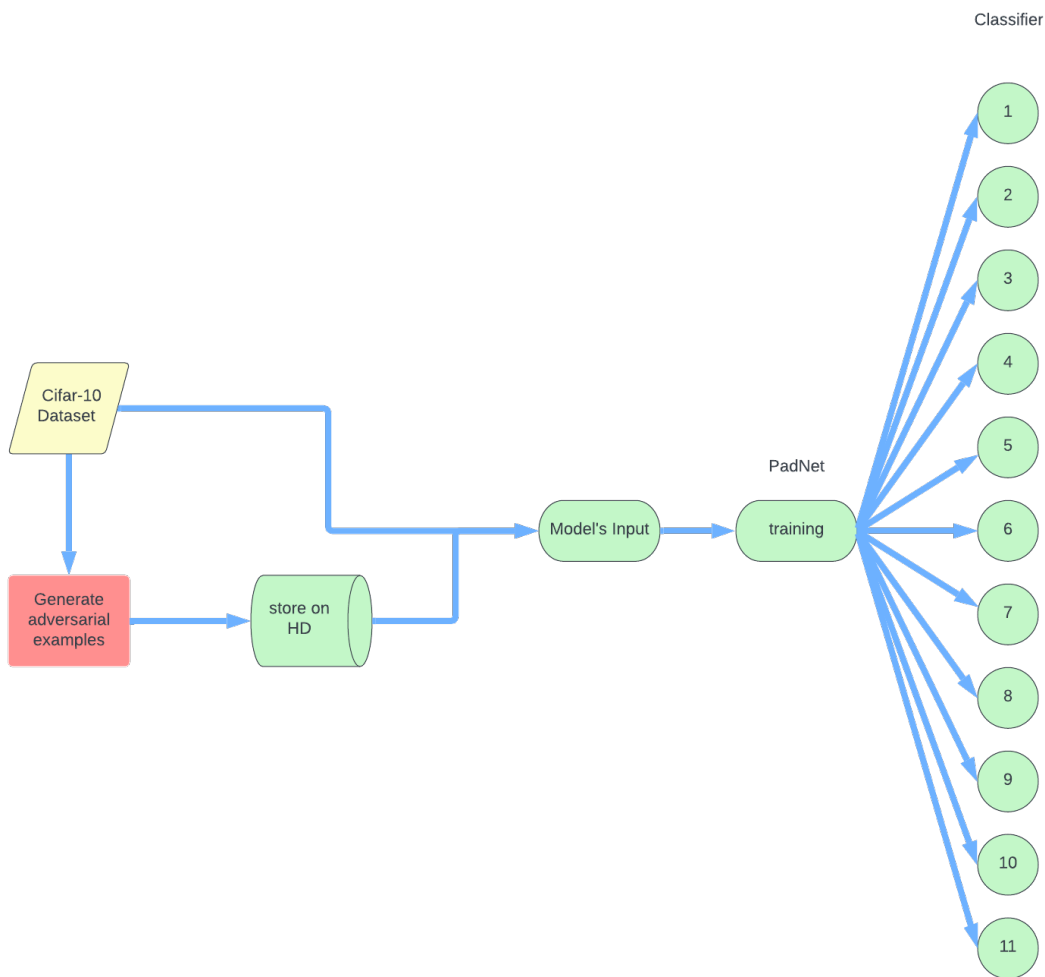 Classifier
1
2
3
4
5
6
7
8
9
10
11
Cifar-10
Dataset
PadNet
Model's Input
training
Generate
adversarial
examples
store on
HD